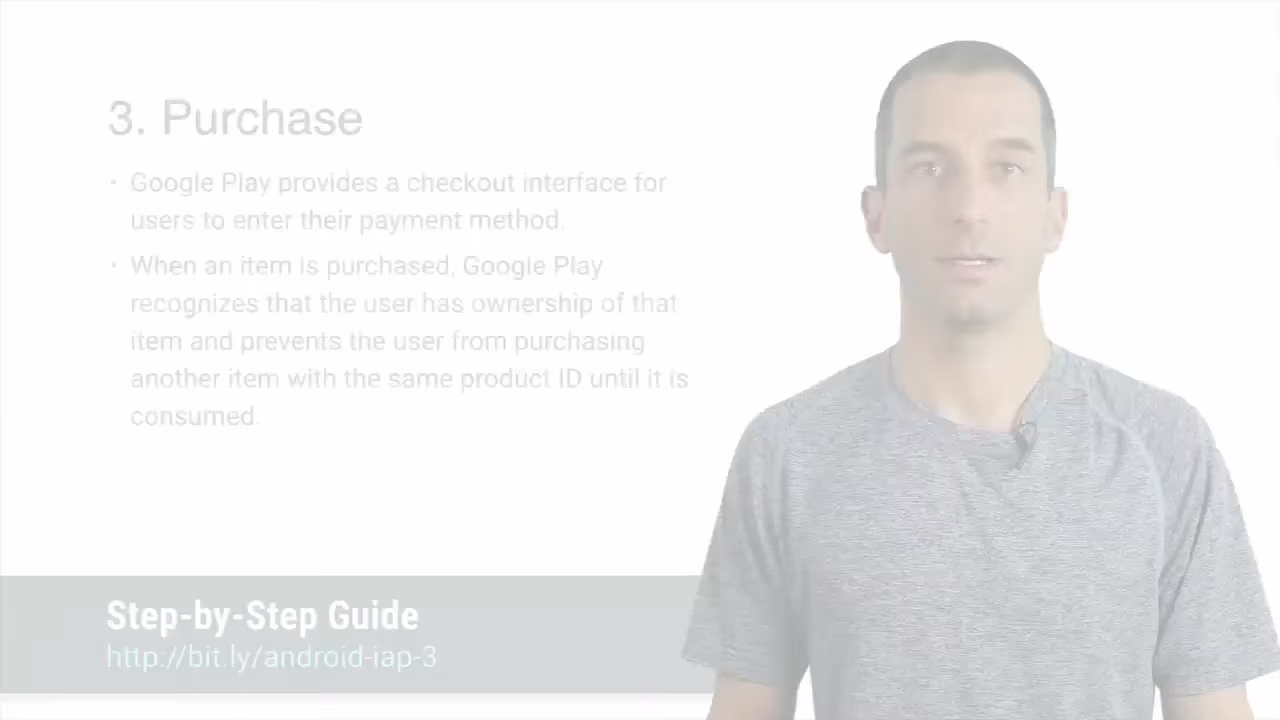 3. Purchase
• Google Play provides a checkout interface for
users to enter their payment method.
• When an item is purchased, Google Play
recognizes that the user has ownership of that
item and prevents the user from purchasing
another item with the same product ID until it is
consumed.
Step-by-Step Guide
http://bit.ly/android-iap-3